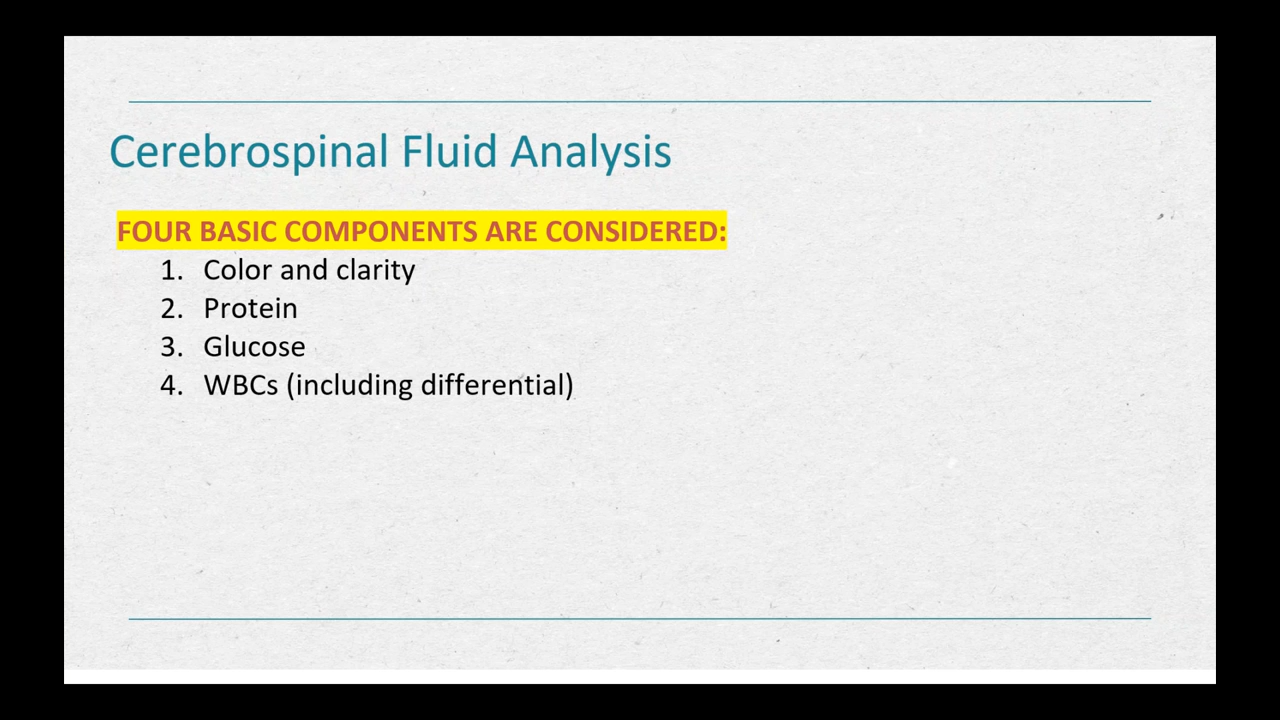 Cerebrospinal Fluid Analysis
FOUR BASIC COMPONENTS ARE CONSIDERED:
1. Color and clarity
2. Protein
3. Glucose
4. WBCs (including differential)